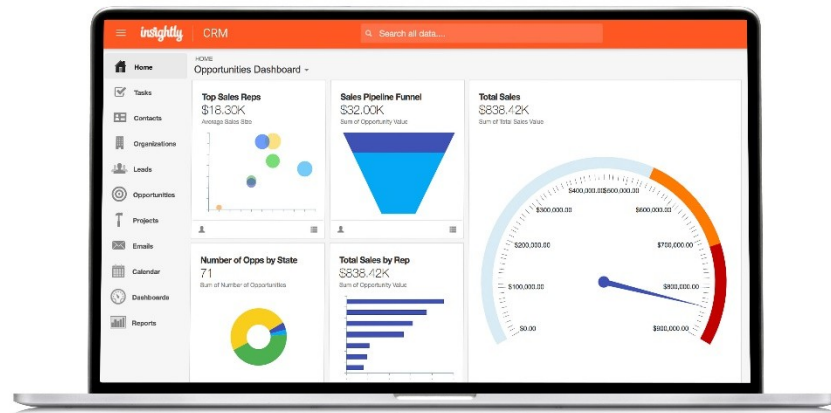 insightly CRM
Search all data....
Home
Tasks
Contacts
Organizations
Leads
Opportunities
Projects
Emails
Calendar
Dashboards
Reports
HOME
Opportunities Dashboard
Top Sales Reps
$18.30K
Average Sales Size
Sales Pipeline Funnel
$32.00K
Sum of Opportunity Value
Total Sales
$838.42K
Sum of Total Sales Value
$0.00
$100,000.00
$200,000.00
$300,000.00
$400,000.00
$500,000.00
$600,000.00
$700,000.00
$800,000.00
$900,000.00
Number of Opps by State
71
Sum of Number of Opportunities
Total Sales by Rep
$838.42K
Sum of Opportunity Value